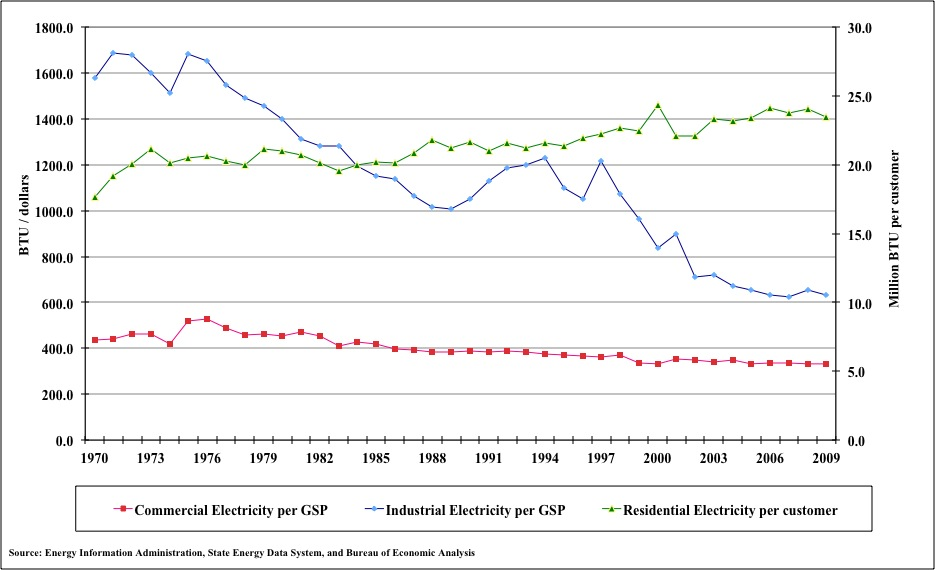 1800.0 30.0
1600.0
1400.0 25.0
1200.0 20.0
1000.0
800.0 15.0
600.0 10.0
400.0
200.0 5.0
0.0 0.0
BTU / dollars
Million BTU per customer
1970 1973 1976 1979 1982 1985 1988 1991 1994 1997 2000 2003 2006 2009
Commercial Electricity per GSP Industrial Electricity per GSP Residential Electricity per customer
Source: Energy Information Administration, State Energy Data System, and Bureau of Economic Analysis